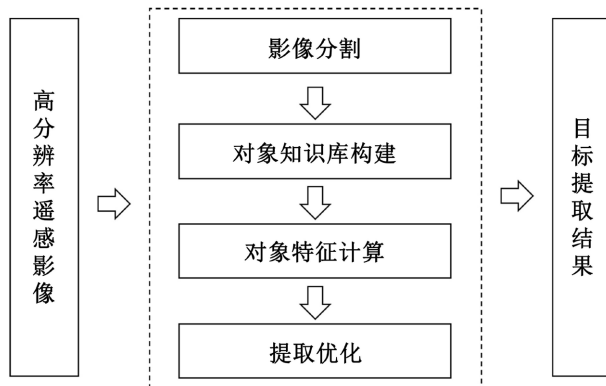 高分辨率遥感影像
影像分割
对象知识库构建
对象特征计算
提取优化
目标提取结果